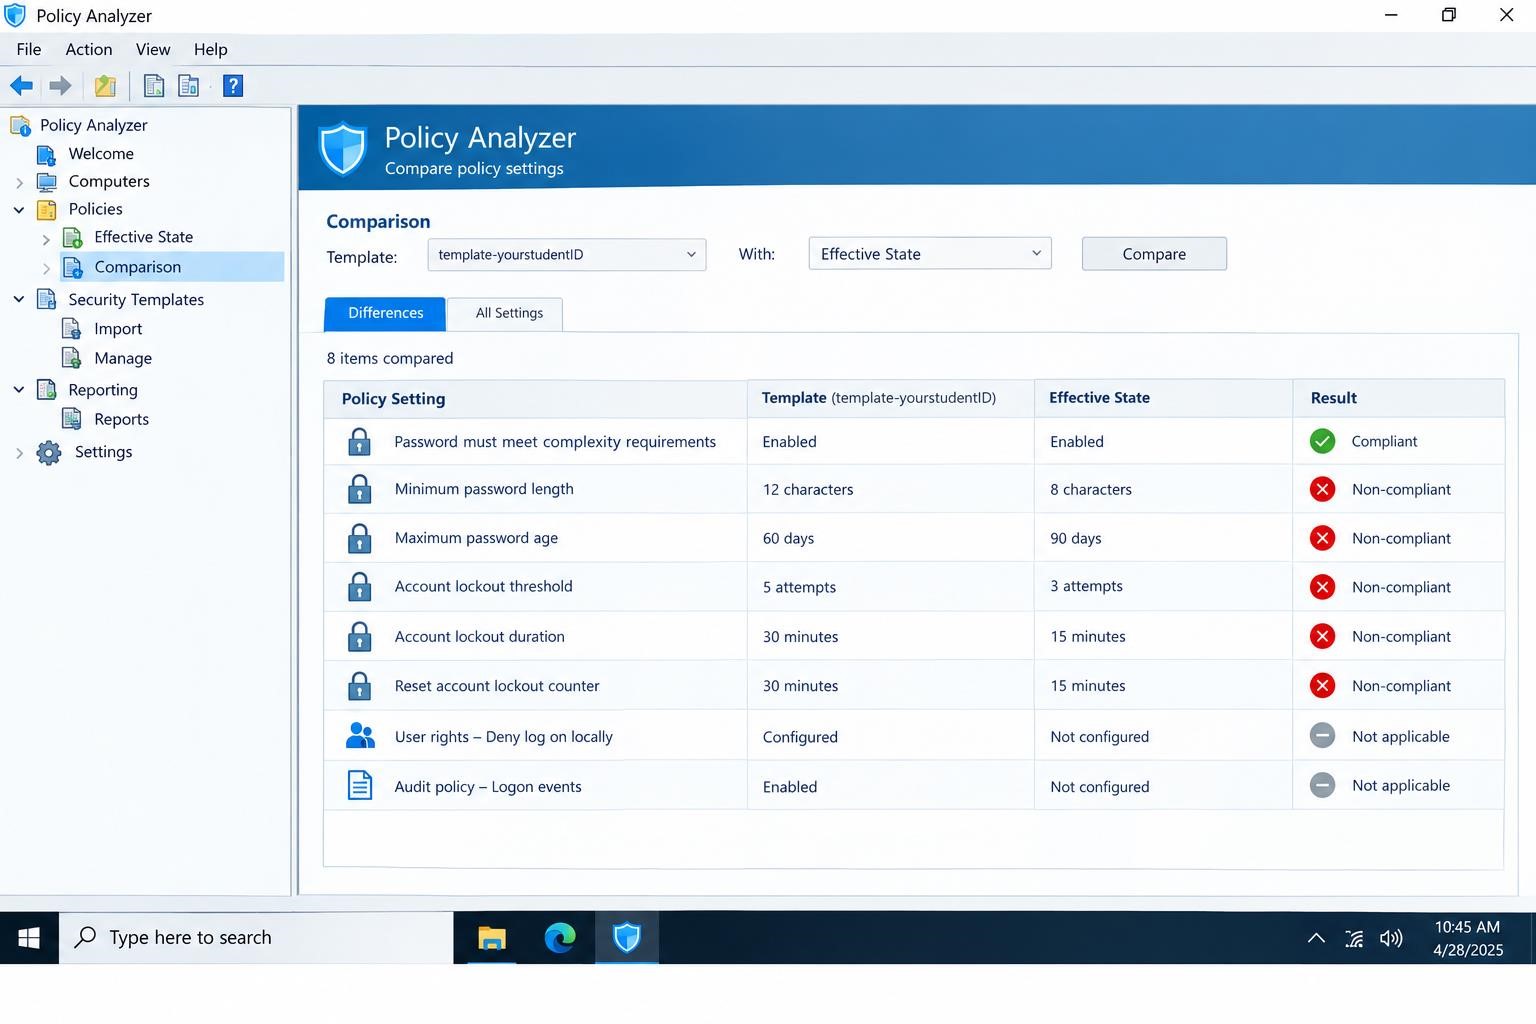 Policy Analyzer
File Action View Help
?
Policy Analyzer
Welcome
Computers
Policies
Effective State
Comparison
Security Templates
Import
Manage
Reporting
Reports
Settings
Policy Analyzer
Compare policy settings
Comparison
Template: template-yourstudentID With: Effective State Compare
Differences All Settings
8 items compared
Policy Setting Template (template-yourstudentID) Effective State Result
Password must meet complexity requirements Enabled Enabled Compliant
Minimum password length 12 characters 8 characters Non-compliant
Maximum password age 60 days 90 days Non-compliant
Account lockout threshold 5 attempts 3 attempts Non-compliant
Account lockout duration 30 minutes 15 minutes Non-compliant
Reset account lockout counter 30 minutes 15 minutes Non-compliant
User rights – Deny log on locally Configured Not configured Not applicable
Audit policy – Logon events Enabled Not configured Not applicable
Type here to search
10:45 AM
4/28/2025